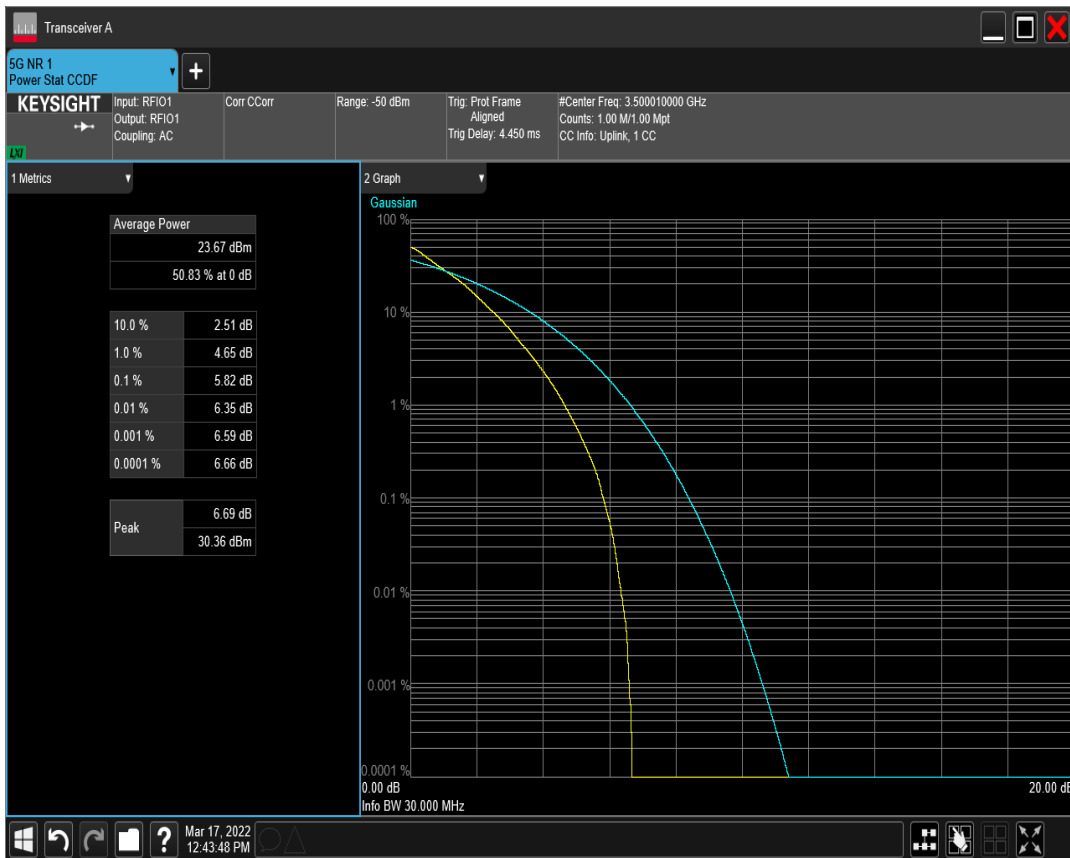 Transceiver A
5G NR 1
Power Stat CCDF
+
KEYSIGHT
LXI
Input: RFIO1
Output: RFIO1
Coupling: AC
Corr CCorr
Range: -50 dBm
Trig: Prot Frame
Aligned
Trig Delay: 4.450 ms
#Center Freq: 3.500010000 GHz
Counts: 1.00 M/1.00 Mpt
CC Info: Uplink, 1 CC
1 Metrics
Average Power
23.67 dBm
50.83 % at 0 dB
10.0 % 2.51 dB
1.0 % 4.65 dB
0.1 % 5.82 dB
0.01 % 6.35 dB
0.001 % 6.59 dB
0.0001 % 6.66 dB
Peak
6.69 dB
30.36 dBm
2 Graph
Gaussian
100 %
10 %
1 %
0.1 %
0.01 %
0.001 %
0.0001 %
0.00 dB 20.00 dB
Info BW 30.000 MHz
?
Mar 17, 2022
12:43:48 PM